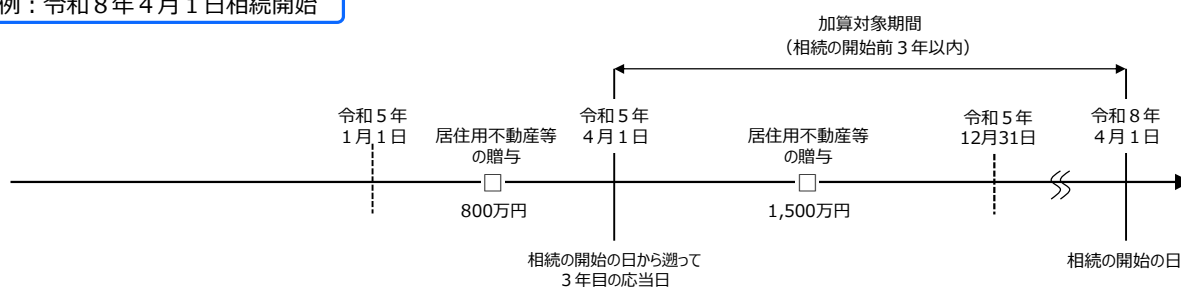 例：令和８年４月１日相続開始
加算対象期間
（相続の開始前３年以内）
令和５年
１月１日
居住用不動産等
の贈与
令和５年
４月１日
居住用不動産等
の贈与
令和５年
12月31日
令和８年
４月１日
800万円
1,500万円
相続の開始の日から遡って
３年目の応当日
相続の開始の日